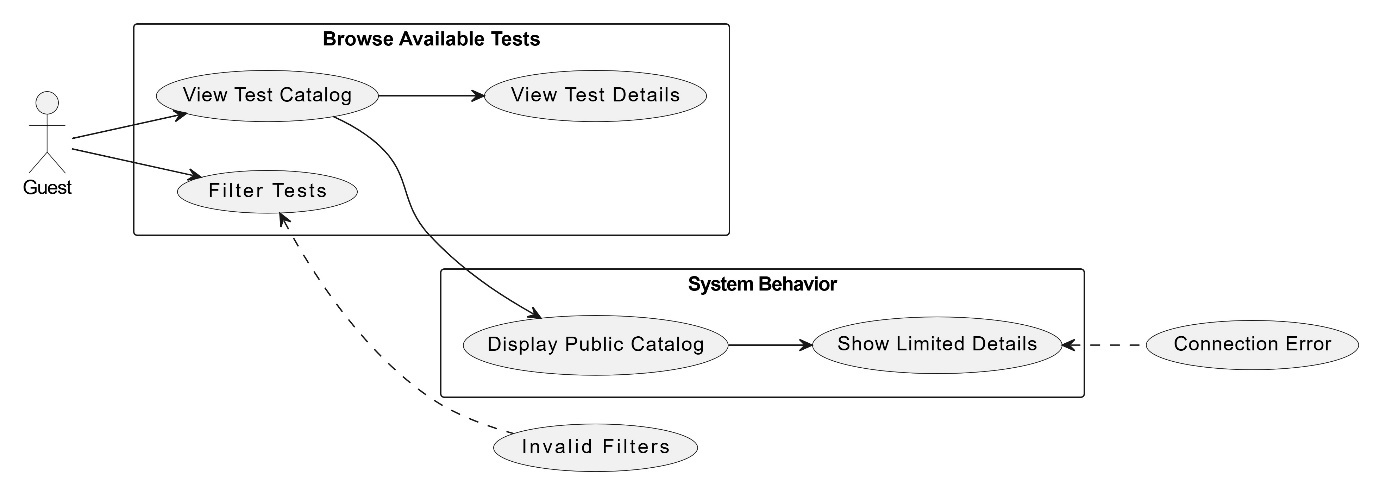 Browse Available Tests
View Test Catalog
View Test Details
Guest
Filter Tests
System Behavior
Display Public Catalog
Show Limited Details
Connection Error
Invalid Filters